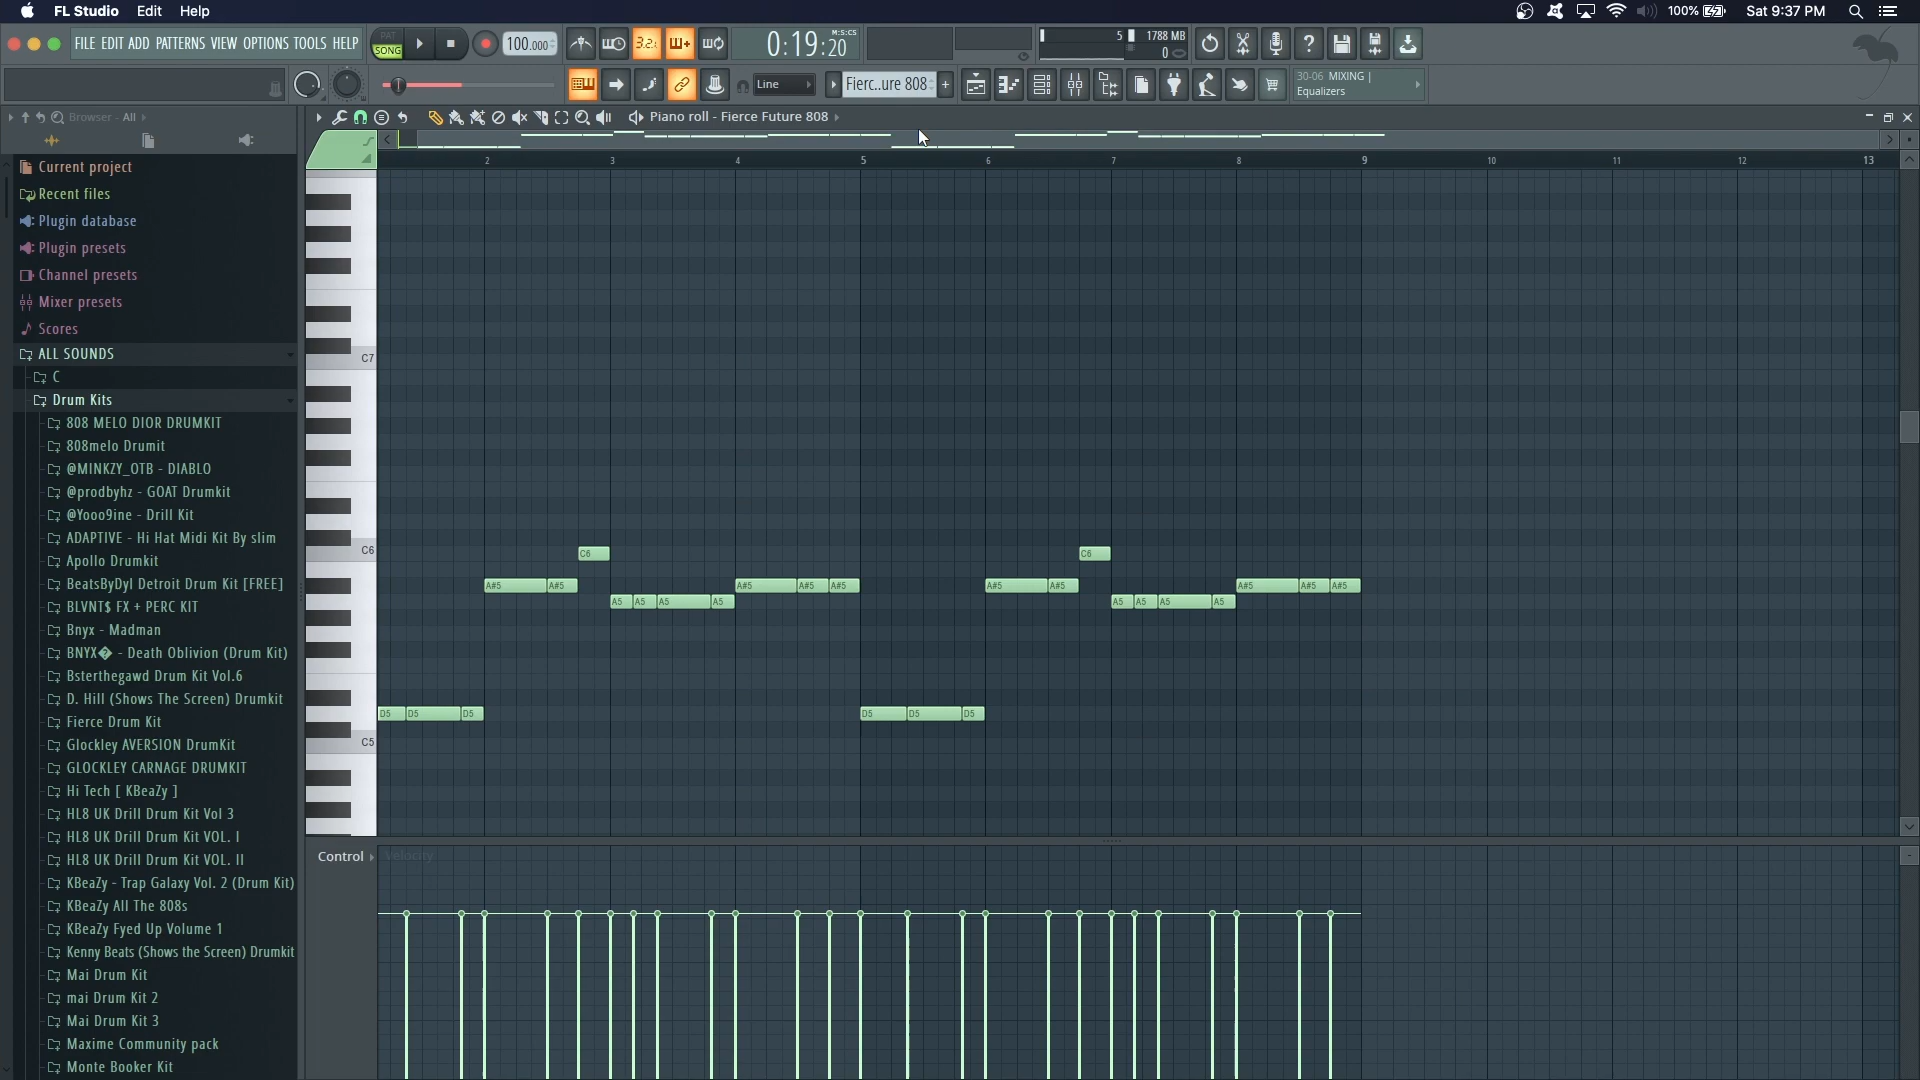 FL Studio Edit Help
100% Sat 9:37 PM
FILE EDIT ADD PATTERNS VIEW OPTIONS TOOLS HELP
PAT
SONG
100.000
3.2
0:19:20
M:S:CS
5
1788 MB
0
Line
Fierc..ure 808
30-06 MIXING |
Equalizers
Browser - All
Piano roll - Fierce Future 808
2 3 4 5 6 7 8 9 10 11 12 13
Current project
Recent files
Plugin database
Plugin presets
Channel presets
Mixer presets
Scores
ALL SOUNDS
C
Drum Kits
808 MELO DIOR DRUMKIT
808melo Drumit
@MINKZY_OTB - DIABLO
@prodbyhz - GOAT Drumkit
@Yooo9ine - Drill Kit
ADAPTIVE - Hi Hat Midi Kit By slim
Apollo Drumkit
BeatsByDyl Detroit Drum Kit [FREE]
BLVNT$ FX + PERC KIT
Bnyx - Madman
BNYX� - Death Oblivion (Drum Kit)
Bsterthegawd Drum Kit Vol.6
D. Hill (Shows The Screen) Drumkit
Fierce Drum Kit
Glockley AVERSION DrumKit
GLOCKLEY CARNAGE DRUMKIT
Hi Tech [ KBeaZy ]
HL8 UK Drill Drum Kit Vol 3
HL8 UK Drill Drum Kit VOL. I
HL8 UK Drill Drum Kit VOL. II
KBeaZy - Trap Galaxy Vol. 2 (Drum Kit)
KBeaZy All The 808s
KBeaZy Fyed Up Volume 1
Kenny Beats (Shows the Screen) Drumkit
Mai Drum Kit
mai Drum Kit 2
Mai Drum Kit 3
Maxime Community pack
Monte Booker Kit
C7
C6
C5
C6 C6
A#5 A#5 A#5 A#5 A#5 A#5 A#5 A#5 A#5 A#5
A5 A5 A5 A5 A5 A5 A5 A5
D5 D5 D5 D5 D5 D5
Control Velocity